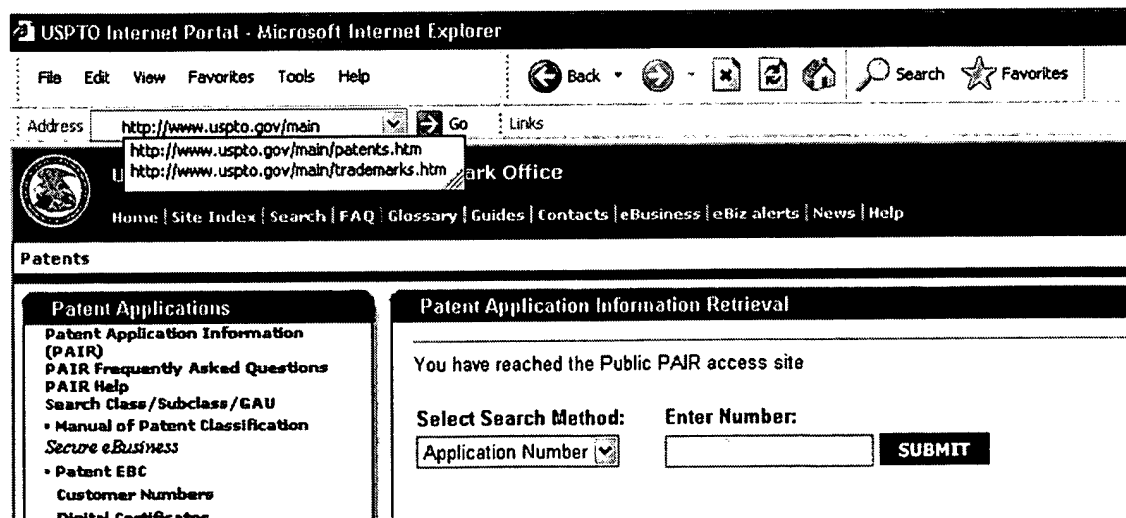 USPTO Internet Portal - Microsoft Internet Explorer
File Edit View Favorites Tools Help Back Search Favorites
Address http://www.uspto.gov/main Go Links
http://www.uspto.gov/main/patents.htm
http://www.uspto.gov/main/trademarks.htm
Office
Home | Site Index | Search | FAQ | Glossary | Guides | Contacts | eBusiness | eBiz alerts | News | Help
Patents
Patent Applications
Patent Application Information
(PAIR)
PAIR Frequently Asked Questions
PAIR Help
Search Class/Subclass/GAU
• Manual of Patent Classification
Secure eBusiness
• Patent EBC
Customer Numbers
Digital Certificates
Patent Application Information Retrieval
You have reached the Public PAIR access site
Select Search Method: Enter Number:
Application Number SUBMIT